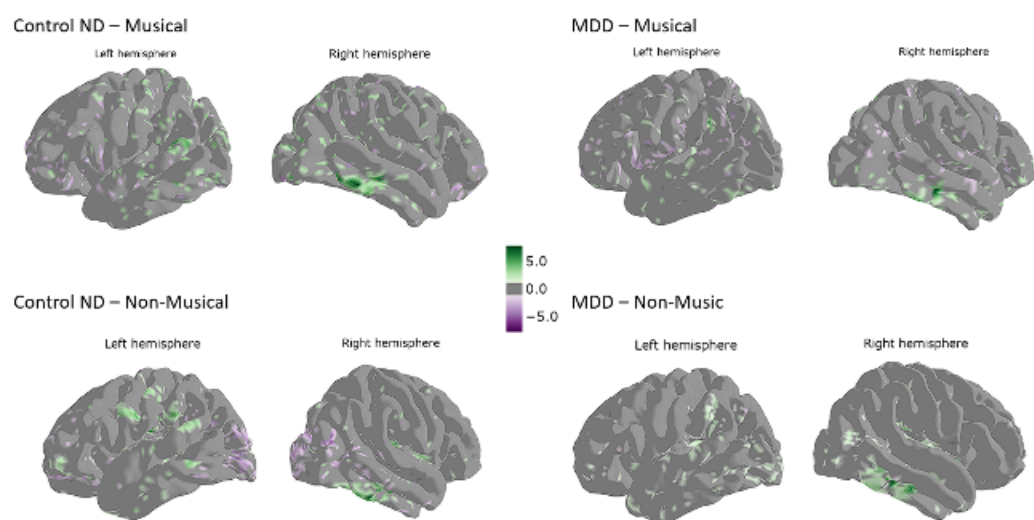 Control ND – Musical
MDD – Musical
Left hemisphere
Right hemisphere
Left hemisphere
Right hemisphere
5.0
0.0
−5.0
Control ND – Non-Musical
MDD – Non-Music
Left hemisphere
Right hemisphere
Left hemisphere
Right hemisphere